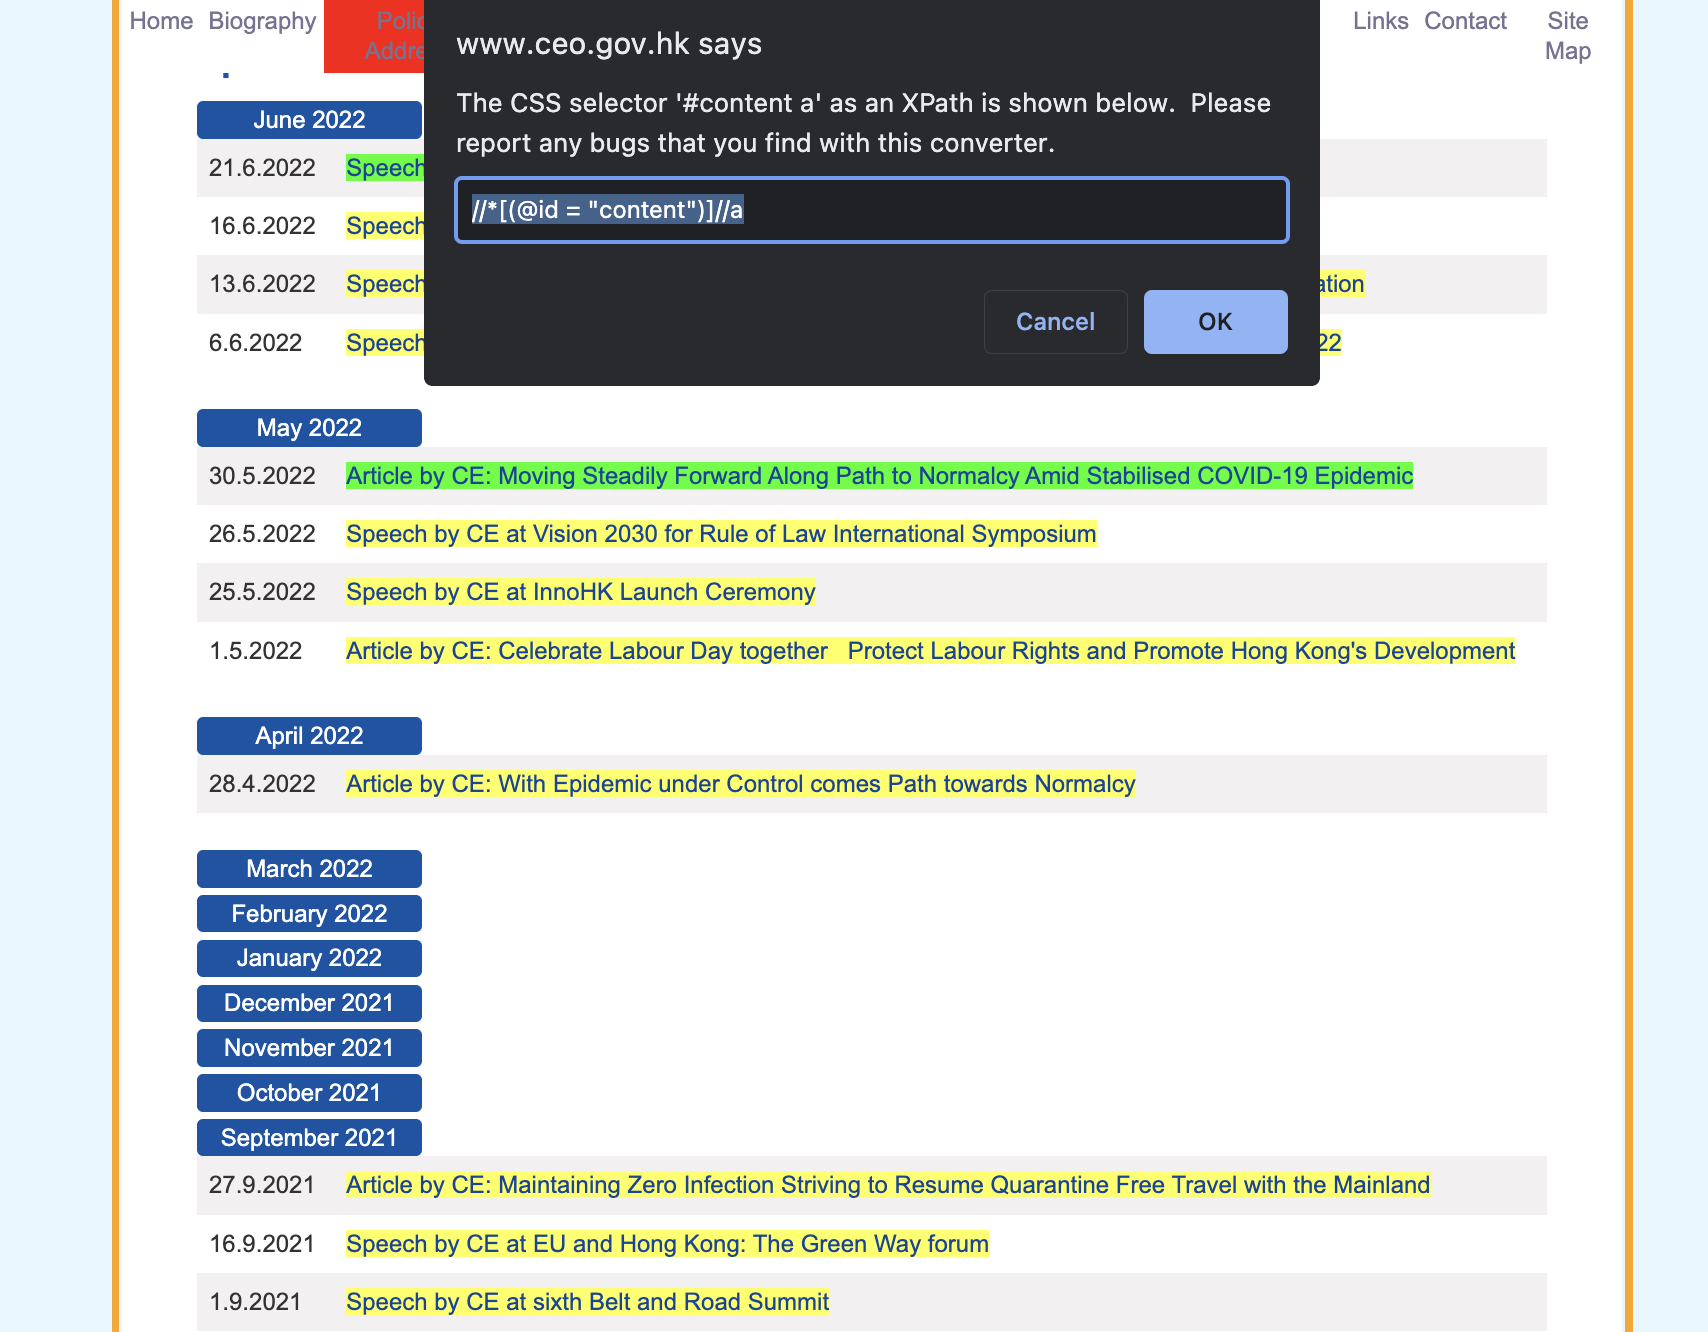 Home Biography Links Contact Site Map
www.ceo.gov.hk says
The CSS selector '#content a' as an XPath is shown below.  Please
report any bugs that you find with this converter.
//*[(@id = "content")]//a
Cancel OK
June 2022
21.6.2022 Speech
16.6.2022 Speech
13.6.2022 Speech ation
6.6.2022 Speech 22
May 2022
30.5.2022 Article by CE: Moving Steadily Forward Along Path to Normalcy Amid Stabilised COVID-19 Epidemic
26.5.2022 Speech by CE at Vision 2030 for Rule of Law International Symposium
25.5.2022 Speech by CE at InnoHK Launch Ceremony
1.5.2022 Article by CE: Celebrate Labour Day together   Protect Labour Rights and Promote Hong Kong's Development
April 2022
28.4.2022 Article by CE: With Epidemic under Control comes Path towards Normalcy
March 2022
February 2022
January 2022
December 2021
November 2021
October 2021
September 2021
27.9.2021 Article by CE: Maintaining Zero Infection Striving to Resume Quarantine Free Travel with the Mainland
16.9.2021 Speech by CE at EU and Hong Kong: The Green Way forum
1.9.2021 Speech by CE at sixth Belt and Road Summit